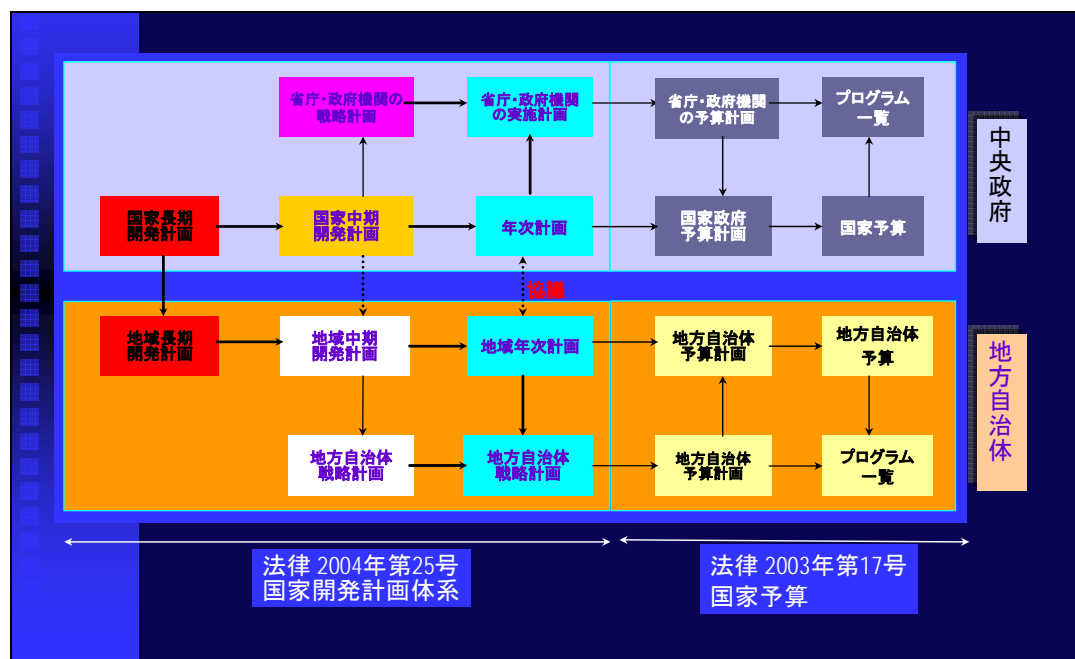 省庁・政府機関の
戦略計画
省庁・政府機関
の実施計画
省庁・政府機関
の予算計画
プログラム
一覧
国家長期
開発計画
国家中期
開発計画
年次計画
国家政府
予算計画
国家予算
中央政府
協議
地域長期
開発計画
地域中期
開発計画
地域年次計画
地方自治体
予算計画
地方自治体
予算
地方自治体
戦略計画
地方自治体
戦略計画
地方自治体
予算計画
プログラム
一覧
地方自治体
法律 2004年第25号
国家開発計画体系
法律 2003年第17号
国家予算